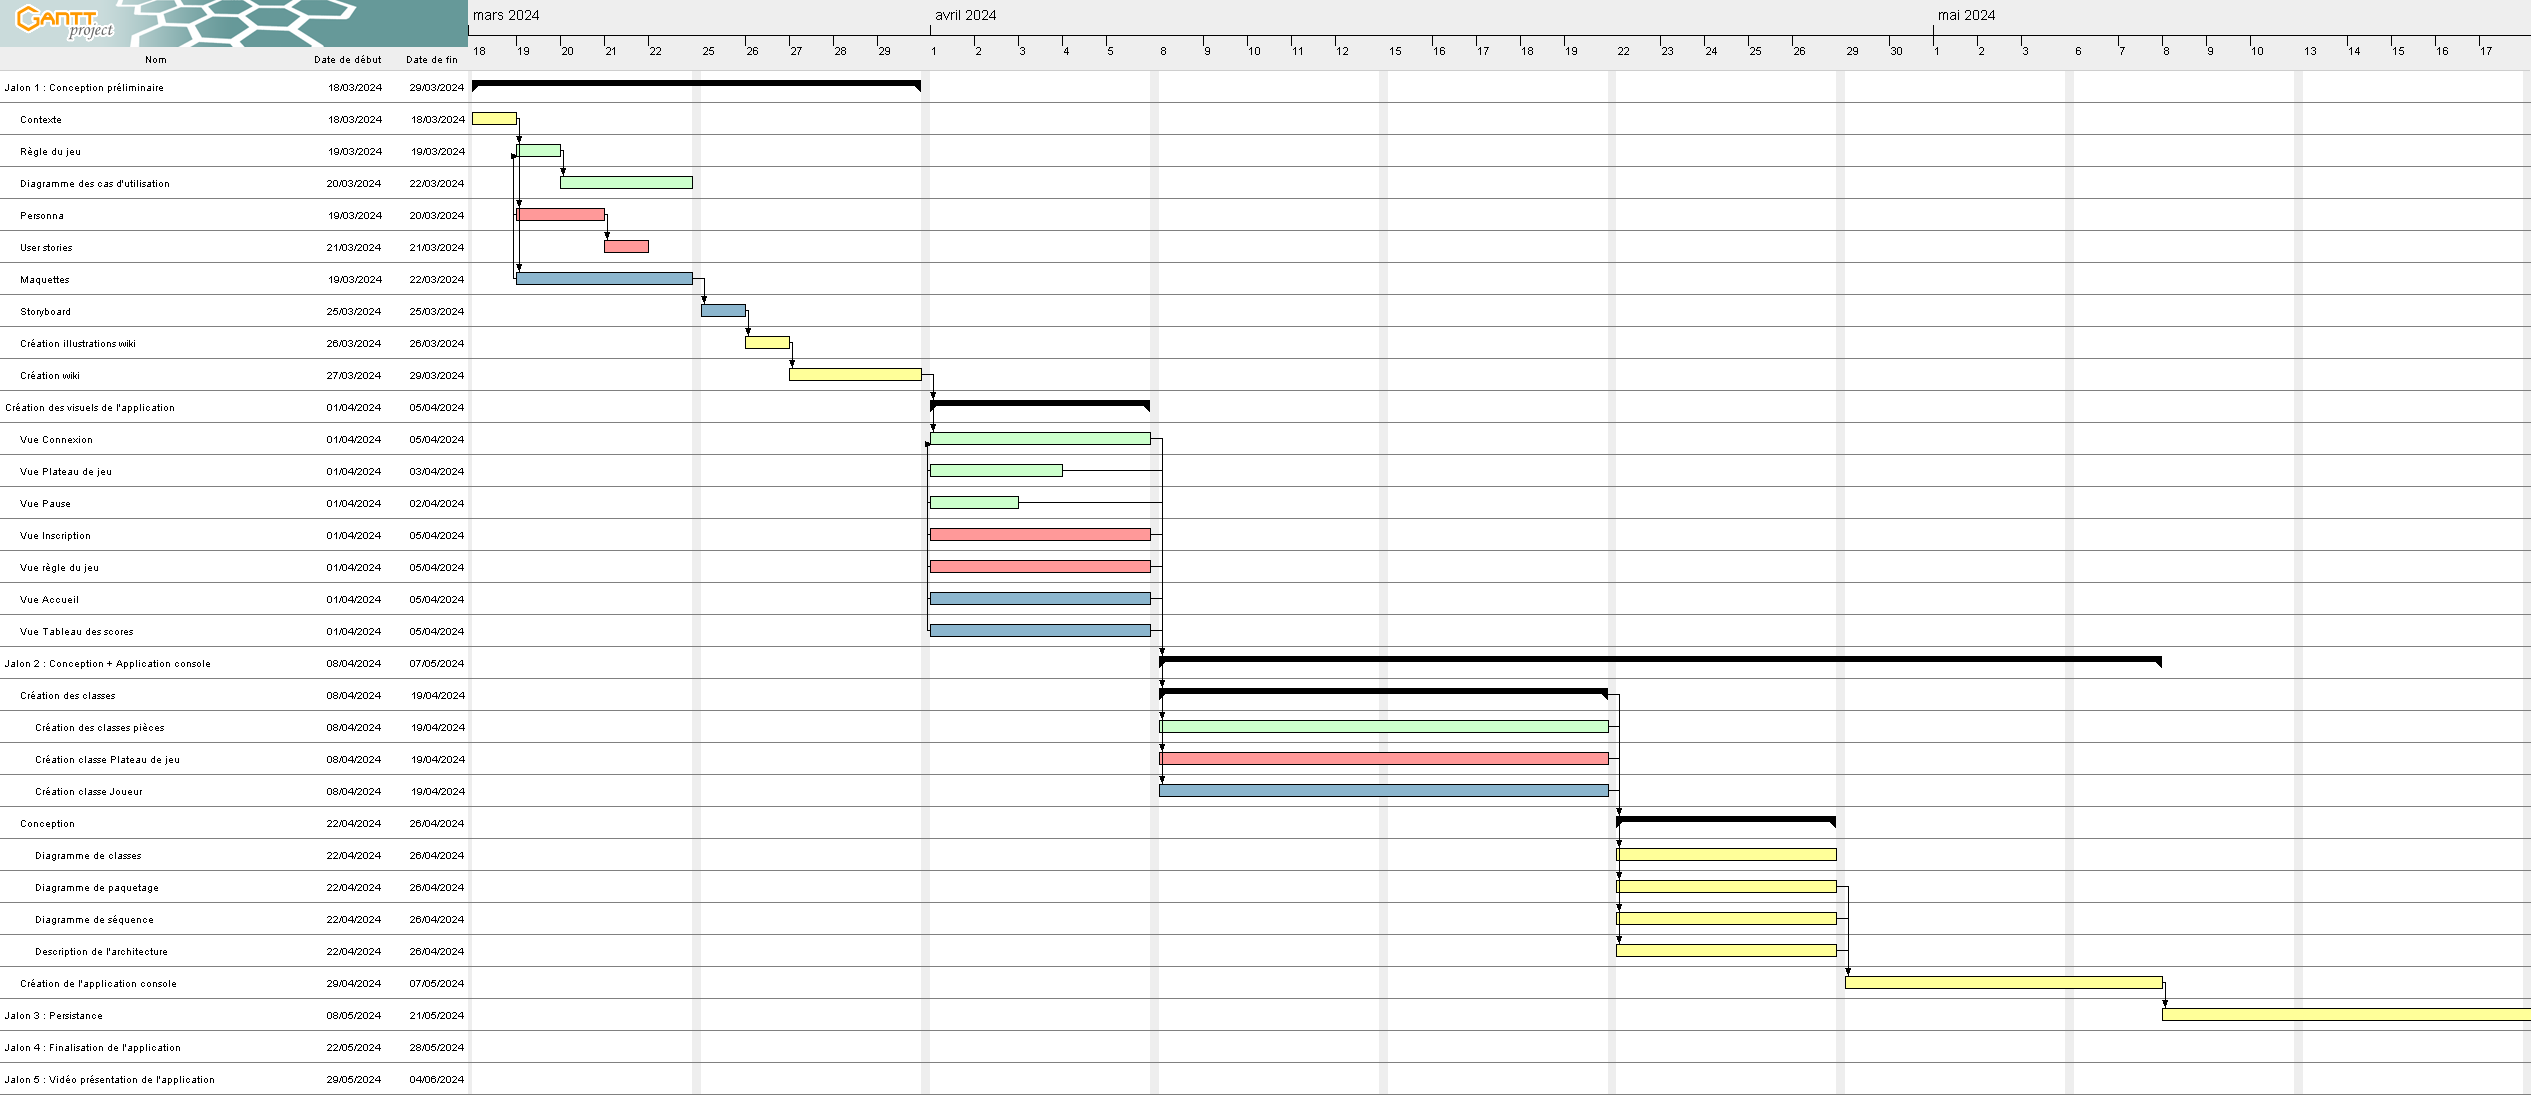 GANTT project
mars 2024 avril 2024 mai 2024
18 19 20 21 22 25 26 27 28 29 1 2 3 4 5 8 9 10 11 12 15 16 17 18 19 22 23 24 25 26 29 30 1 2 3 6 7 8 9 10 13 14 15 16 17
Nom Date de début Date de fin
Jalon 1 : Conception préliminaire 18/03/2024 29/03/2024
Contexte 18/03/2024 18/03/2024
Règle du jeu 19/03/2024 19/03/2024
Diagramme des cas d'utilisation 20/03/2024 22/03/2024
Personna 19/03/2024 20/03/2024
User stories 21/03/2024 21/03/2024
Maquettes 19/03/2024 22/03/2024
Storyboard 25/03/2024 25/03/2024
Création illustrations wiki 26/03/2024 26/03/2024
Création wiki 27/03/2024 29/03/2024
Création des visuels de l'application 01/04/2024 05/04/2024
Vue Connexion 01/04/2024 05/04/2024
Vue Plateau de jeu 01/04/2024 03/04/2024
Vue Pause 01/04/2024 02/04/2024
Vue Inscription 01/04/2024 05/04/2024
Vue règle du jeu 01/04/2024 05/04/2024
Vue Accueil 01/04/2024 05/04/2024
Vue Tableau des scores 01/04/2024 05/04/2024
Jalon 2 : Conception + Application console 08/04/2024 07/05/2024
Création des classes 08/04/2024 19/04/2024
Création des classes pièces 08/04/2024 19/04/2024
Création classe Plateau de jeu 08/04/2024 19/04/2024
Création classe Joueur 08/04/2024 19/04/2024
Conception 22/04/2024 26/04/2024
Diagramme de classes 22/04/2024 26/04/2024
Diagramme de paquetage 22/04/2024 26/04/2024
Diagramme de séquence 22/04/2024 26/04/2024
Description de l'architecture 22/04/2024 26/04/2024
Création de l'application console 29/04/2024 07/05/2024
Jalon 3 : Persistance 08/05/2024 21/05/2024
Jalon 4 : Finalisation de l'application 22/05/2024 28/05/2024
Jalon 5 : Vidéo présentation de l'application 29/05/2024 04/06/2024